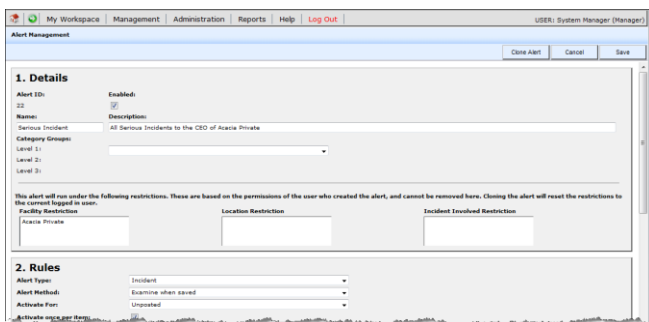 My Workspace Management Administration Reports Help Log Out USER: System Manager (Manager)
Alert Management
Clone Alert Cancel Save
1. Details
Alert ID: Enabled:
22
Name: Description:
Serious Incident All Serious Incidents to the CEO of Acacia Private
Category Groups:
Level 1:
Level 2:
Level 3:
This alert will run under the following restrictions. These are based on the permissions of the user who created the alert, and cannot be removed here. Cloning the alert will reset the restrictions to
the current logged in user.
Facility Restriction Location Restriction Incident Involved Restriction
Acacia Private
2. Rules
Alert Type: Incident
Alert Method: Examine when saved
Activate For: Unposted
Activate once per item: